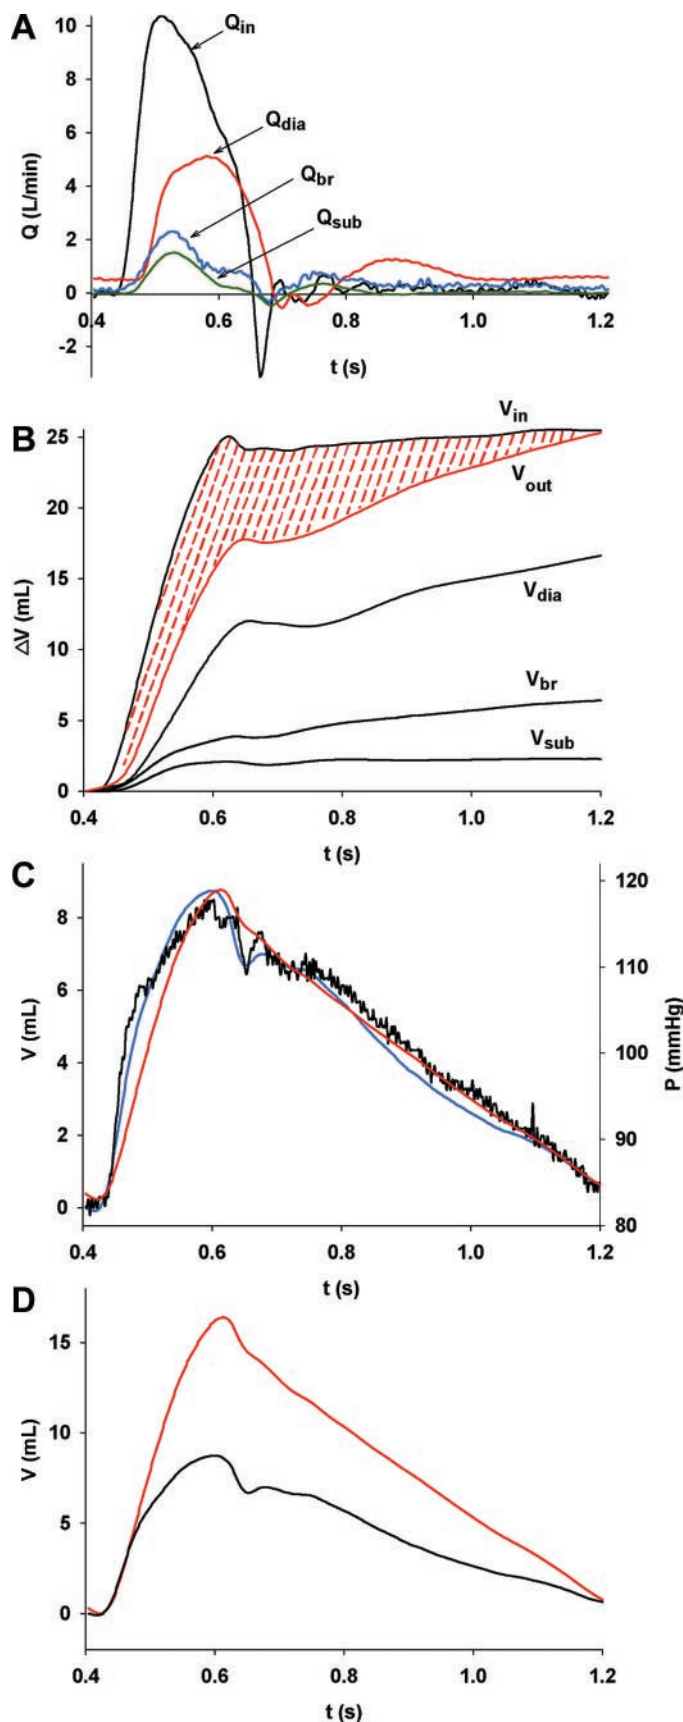 A
10
8
6
4
2
0
-2
Q (L/min)
Qin
Qdia
Qbr
Qsub
0.4 0.6 0.8 1.0 1.2
t (s)
B
25
20
15
10
5
0
ΔV (mL)
Vin
Vout
Vdia
Vbr
Vsub
0.4 0.6 0.8 1.0 1.2
t (s)
C
8
6
4
2
0
V (mL)
120
110
100
90
80
P (mmHg)
0.4 0.6 0.8 1.0 1.2
t (s)
D
15
10
5
0
V (mL)
0.4 0.6 0.8 1.0 1.2
t (s)